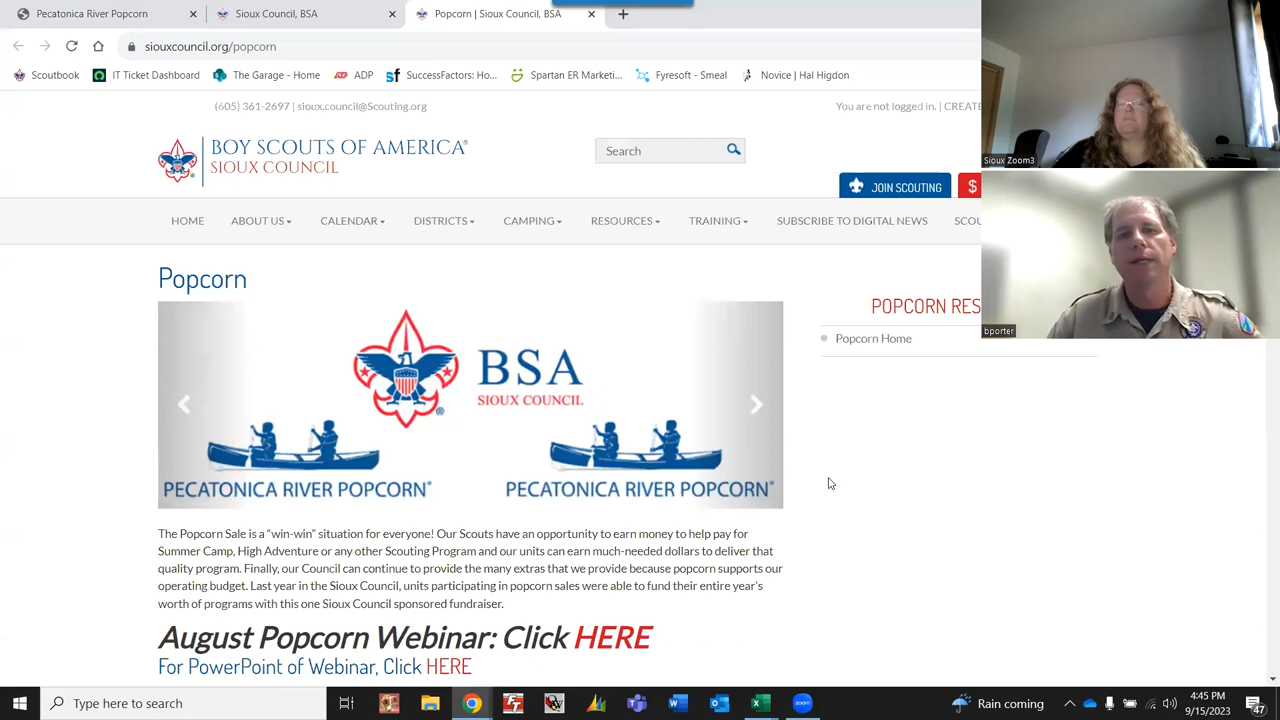 Pecatonica River Popcorn
Sioux Council, BSA
Popcorn | Sioux Council, BSA
siouxcouncil.org/popcorn
Scoutbook
IT Ticket Dashboard
The Garage - Home
ADP
SuccessFactors: Ho...
Spartan ER Marketi...
Fyresoft - Smeal
Novice | Hal Higdon
(605) 361-2697 | sioux.council@Scouting.org
You are not logged in. | CREATE
BOY SCOUTS OF AMERICA®
SIOUX COUNCIL
Search
Sioux Zoom3
JOIN SCOUTING
$
HOME
ABOUT US
CALENDAR
DISTRICTS
CAMPING
RESOURCES
TRAINING
SUBSCRIBE TO DIGITAL NEWS
SCOU
Popcorn
POPCORN RES
bporter
Popcorn Home
BSA
SIOUX COUNCIL
PECATONICA RIVER POPCORN®
PECATONICA RIVER POPCORN®
The Popcorn Sale is a “win-win” situation for everyone! Our Scouts have an opportunity to earn money to help pay for
Summer Camp, High Adventure or any other Scouting Program and our units can earn much-needed dollars to deliver that
quality program. Finally, our Council can continue to provide the many extras that we provide because popcorn supports our
operating budget. Last year in the Sioux Council, units participating in popcorn sales were able to fund their entire year’s
worth of programs with this one Sioux Council sponsored fundraiser.
August Popcorn Webinar: Click HERE
For PowerPoint of Webinar, Click HERE
Type here to search
zoom
Rain coming
4:45 PM
9/15/2023
47